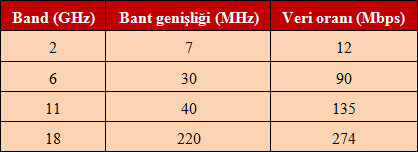 Band (GHz) Bant genişliği (MHz) Veri oranı (Mbps)
2 7 12
6 30 90
11 40 135
18 220 274